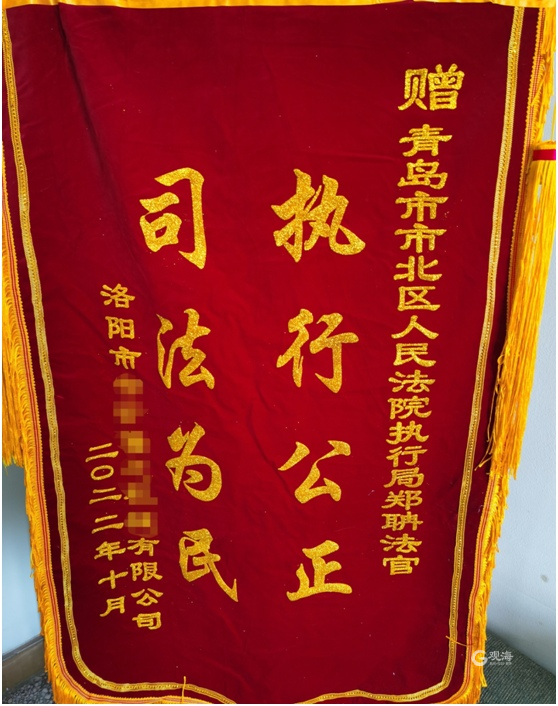 赠
青岛市市北区人民法院执行局郑聃法官
执行公正
司法为民
洛阳市
有限公司
二〇二二年十月
观海